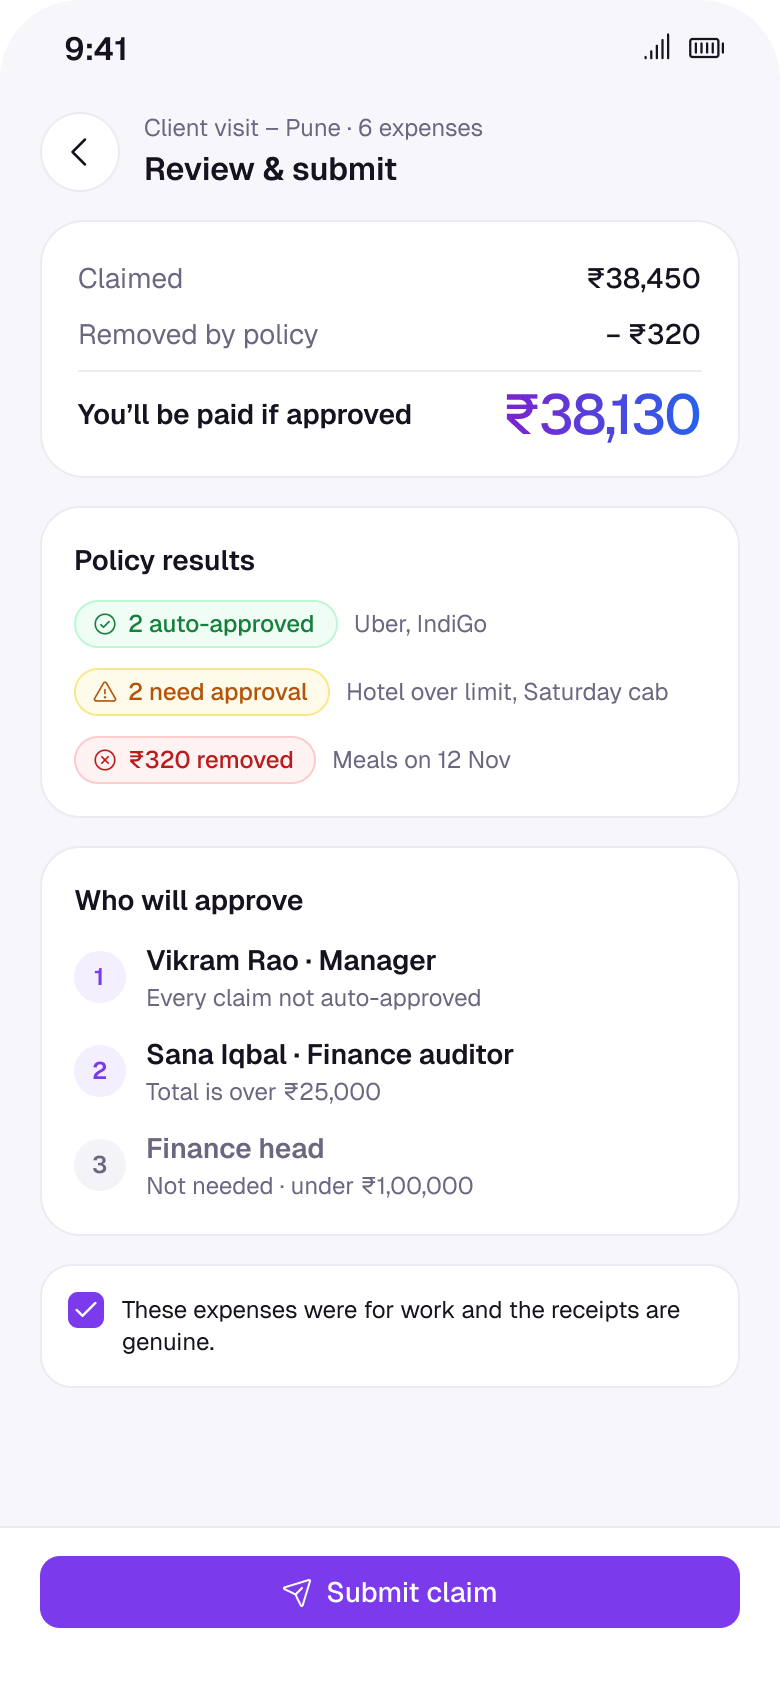 9:41
Client visit – Pune · 6 expenses
Review & submit
Claimed ₹38,450
Removed by policy – ₹320
You’ll be paid if approved ₹38,130
Policy results
2 auto-approved Uber, IndiGo
2 need approval Hotel over limit, Saturday cab
₹320 removed Meals on 12 Nov
Who will approve
1 Vikram Rao · Manager
Every claim not auto-approved
2 Sana Iqbal · Finance auditor
Total is over ₹25,000
3 Finance head
Not needed · under ₹1,00,000
These expenses were for work and the receipts are
genuine.
Submit claim